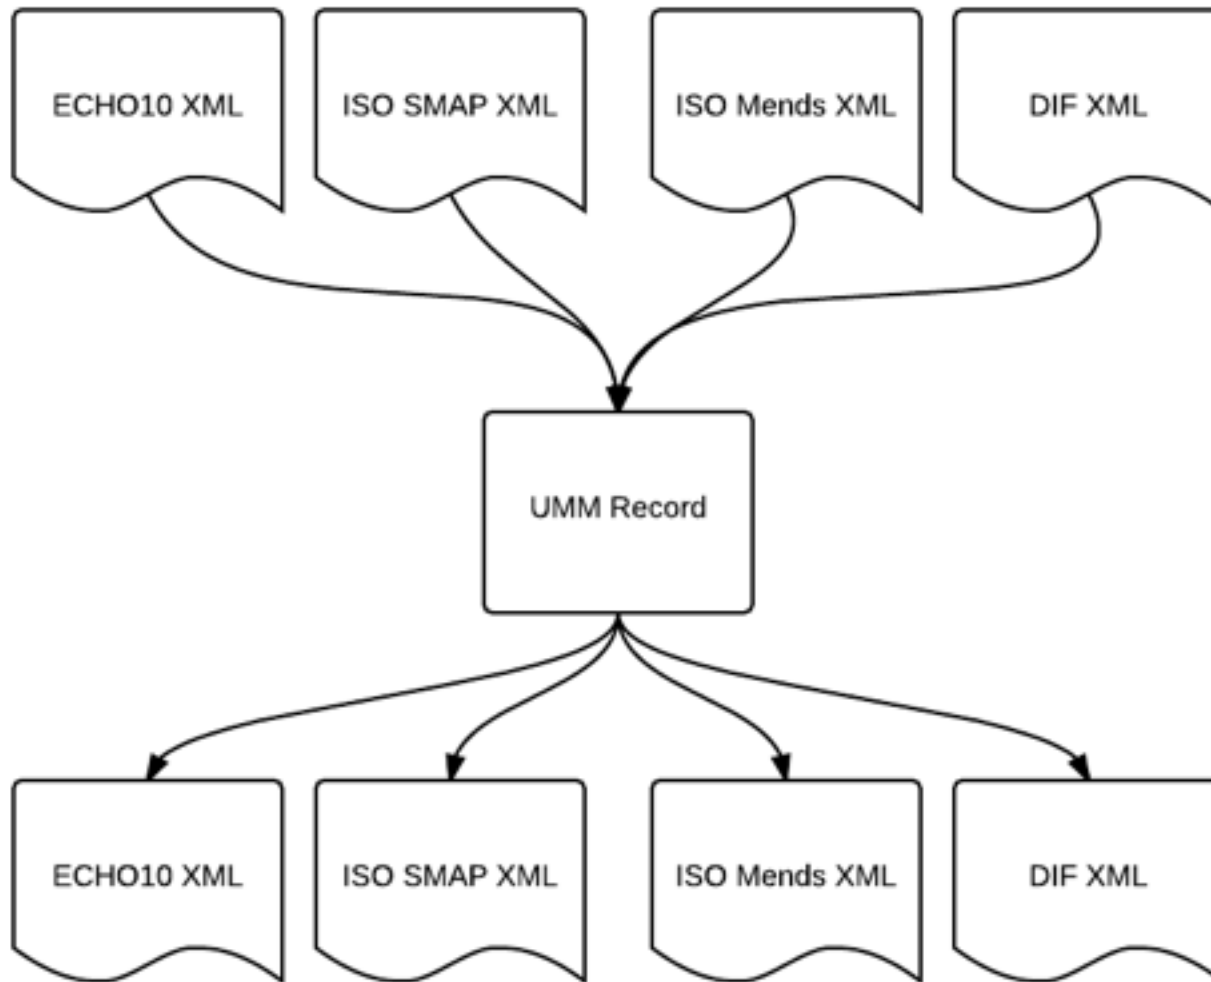 ECHO10 XML
ISO SMAP XML
ISO Mends XML
DIF XML
UMM Record
ECHO10 XML
ISO SMAP XML
ISO Mends XML
DIF XML